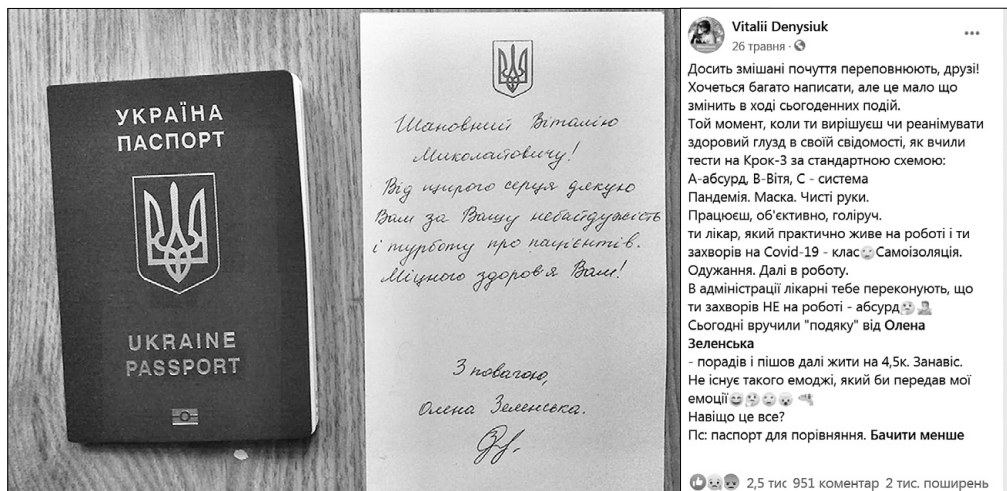 УКРАЇНА
ПАСПОРТ
UKRAINE
PASSPORT
Шановний Віталію
Миколайовичу!
Від щирого серця дякую
Вам за Вашу небайдужість
і турботу про пацієнтів.
Міцного здоров'я Вам!
З повагою,
Олена Зеленська.
Vitalii Denysiuk
26 травня ·
Досить змішані почуття переповнюють, друзі!
Хочеться багато написати, але це мало що
змінить в ході сьогоденних подій.
Той момент, коли ти вирішуєш чи реанімувати
здоровий глузд в своїй свідомості, як вчили
тести на Крок-3 за стандартною схемою:
А-абсурд, В-Вітя, С - система
Пандемія. Маска. Чисті руки.
Працюєш, об'єктивно, голіруч.
ти лікар, який практично живе на роботі і ти
захворів на Covid-19 - клас🙄Самоізоляція.
Одужання. Далі в роботу.
В адміністрації лікарні тебе переконують, що
ти захворів НЕ на роботі - абсурд
Сьогодні вручили "подяку" від Олена
Зеленська
- порадів і пішов далі жити на 4,5к. Занавіс.
Не існує такого емоджі, який би передав мої
емоції
Навіщо це все?
Пс: паспорт для порівняння. Бачити менше
2,5 тис 951 коментар 2 тис. поширень